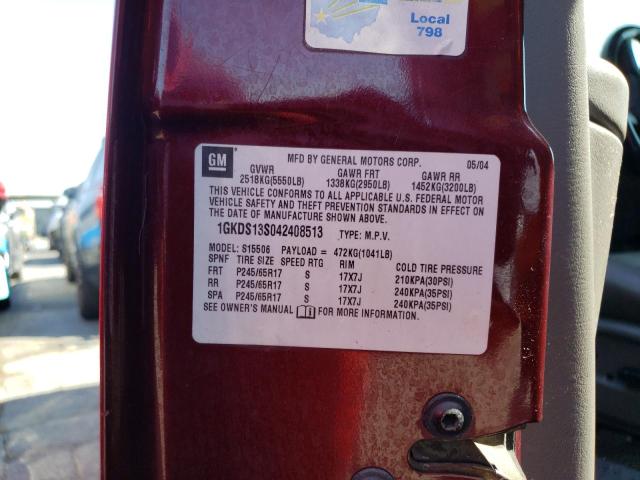 Local
798
GM
MFD BY GENERAL MOTORS CORP. 05/04
GVWR GAWR FRT GAWR RR
2518KG(5550LB) 1338KG(2950LB) 1452KG(3200LB)
THIS VEHICLE CONFORMS TO ALL APPLICABLE U.S. FEDERAL MOTOR
VEHICLE SAFETY AND THEFT PREVENTION STANDARDS IN EFFECT ON
THE DATE OF MANUFACTURE SHOWN ABOVE.
1GKDS13S042408513 TYPE: M.P.V.
MODEL: S15506 PAYLOAD = 472KG(1041LB)
SPNF TIRE SIZE SPEED RTG RIM COLD TIRE PRESSURE
FRT P245/65R17 S 17X7J 210KPA(30PSI)
RR P245/65R17 S 17X7J 240KPA(35PSI)
SPA P245/65R17 S 17X7J 240KPA(35PSI)
SEE OWNER'S MANUAL FOR MORE INFORMATION.